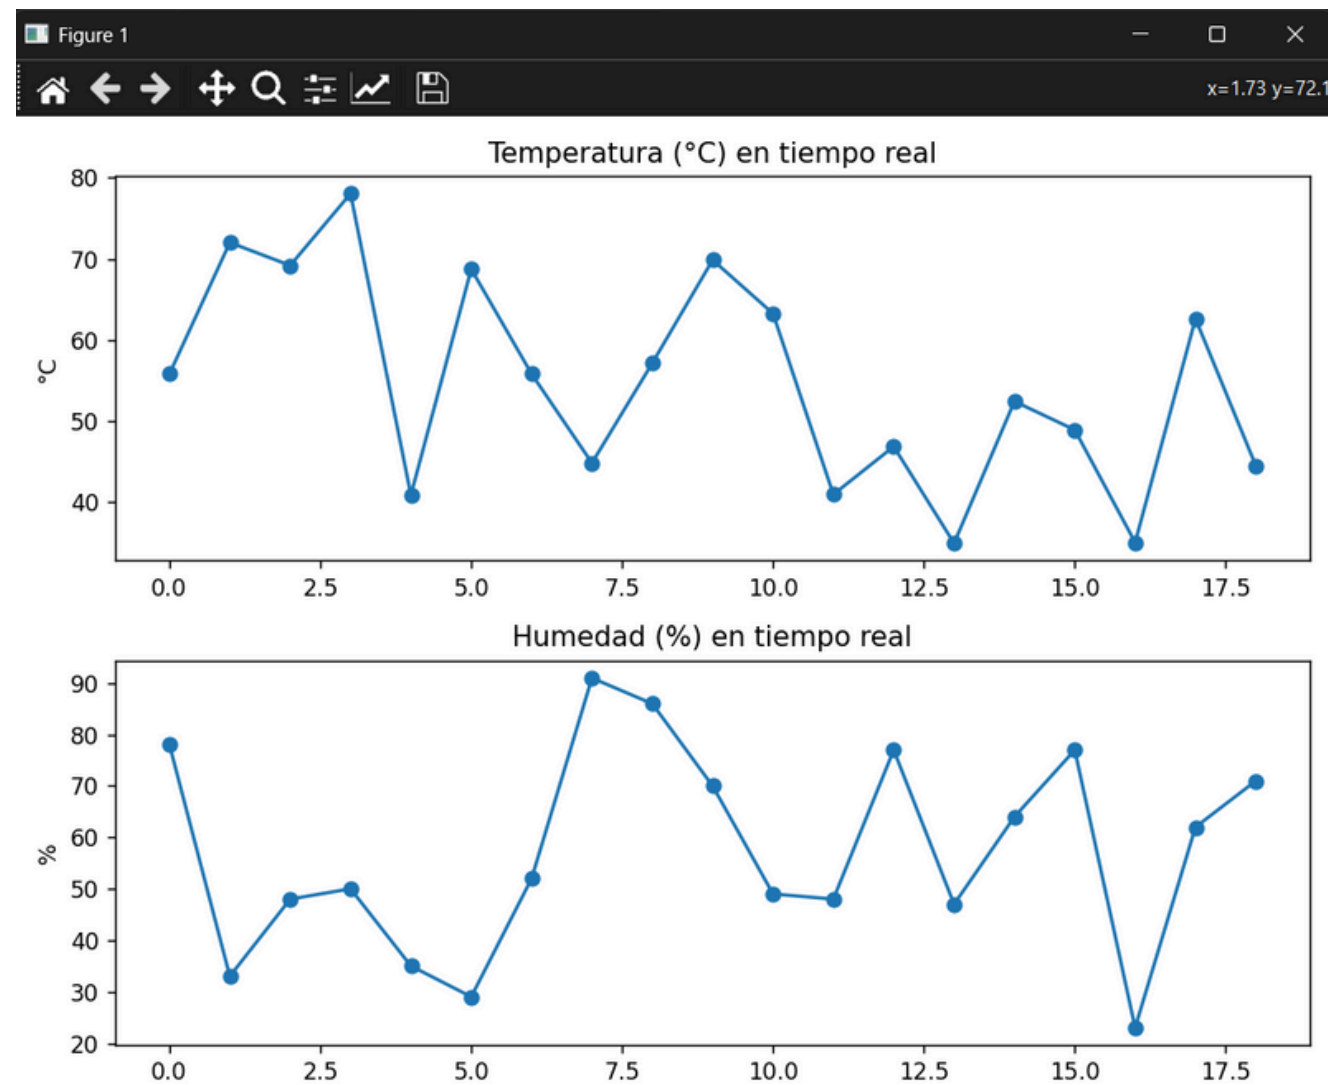 Figure 1
x=1.73 y=72.1
Temperatura (°C) en tiempo real
80
70
60
50
40
°C
0.0 2.5 5.0 7.5 10.0 12.5 15.0 17.5
Humedad (%) en tiempo real
90
80
70
60
50
40
30
20
%
0.0 2.5 5.0 7.5 10.0 12.5 15.0 17.5